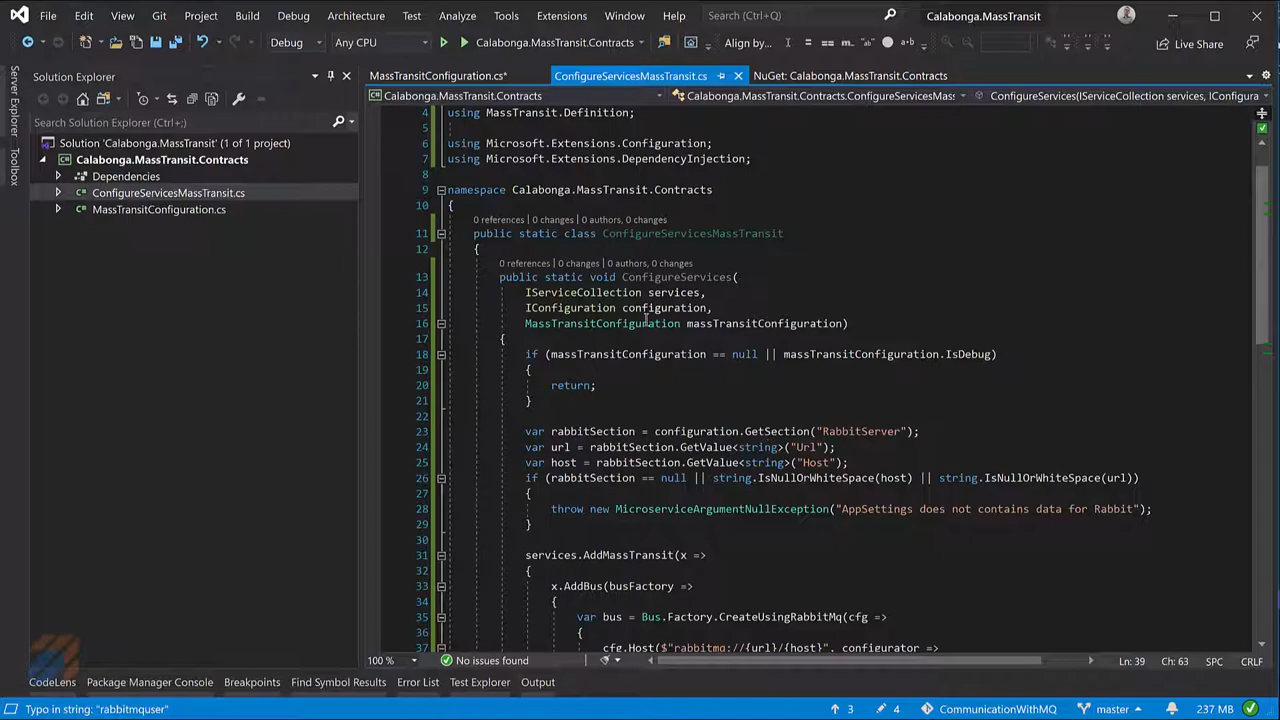 File Edit View Git Project Build Debug Architecture Test Analyze Tools Extensions Window Help Search (Ctrl+Q) Calabonga.MassTransit
Debug Any CPU Calabonga.MassTransit.Contracts Align by... Live Share
Server Explorer
Toolbox
Solution Explorer
Search Solution Explorer (Ctrl+;)
Solution 'Calabonga.MassTransit' (1 of 1 project)
Calabonga.MassTransit.Contracts
Dependencies
ConfigureServicesMassTransit.cs
MassTransitConfiguration.cs
MassTransitConfiguration.cs* ConfigureServicesMassTransit.cs NuGet: Calabonga.MassTransit.Contracts
Calabonga.MassTransit.Contracts Calabonga.MassTransit.Contracts.ConfigureServicesMass ConfigureServices(IServiceCollection services, IConfigura
4 using MassTransit.Definition;
5
6 using Microsoft.Extensions.Configuration;
7 using Microsoft.Extensions.DependencyInjection;
8
9 namespace Calabonga.MassTransit.Contracts
10 {
0 references | 0 changes | 0 authors, 0 changes
11 public static class ConfigureServicesMassTransit
12 {
0 references | 0 changes | 0 authors, 0 changes
13 public static void ConfigureServices(
14 IServiceCollection services,
15 IConfiguration configuration,
16 MassTransitConfiguration massTransitConfiguration)
17 {
18 if (massTransitConfiguration == null || massTransitConfiguration.IsDebug)
19 {
20 return;
21 }
22
23 var rabbitSection = configuration.GetSection("RabbitServer");
24 var url = rabbitSection.GetValue<string>("Url");
25 var host = rabbitSection.GetValue<string>("Host");
26 if (rabbitSection == null || string.IsNullOrWhiteSpace(host) || string.IsNullOrWhiteSpace(url))
27 {
28 throw new MicroserviceArgumentNullException("AppSettings does not contains data for Rabbit");
29 }
30
31 services.AddMassTransit(x =>
32 {
33 x.AddBus(busFactory =>
34 {
35 var bus = Bus.Factory.CreateUsingRabbitMq(cfg =>
36 {
37 cfg.Host($"rabbitmq://{url}/{host}", configurator =>
100 % No issues found Ln: 39 Ch: 63 SPC CRLF
CodeLens Package Manager Console Breakpoints Find Symbol Results Error List Test Explorer Output
Typo in string: "rabbitmquser" 3 4 CommunicationWithMQ master 237 MB